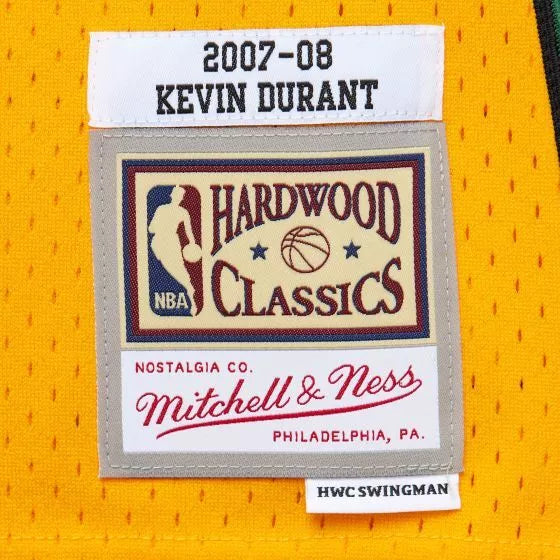 2007-08
KEVIN DURANT
HARDWOOD
NBA
CLASSICS
NOSTALGIA CO.
Mitchell & Ness
PHILADELPHIA, PA.
HWC SWINGMAN